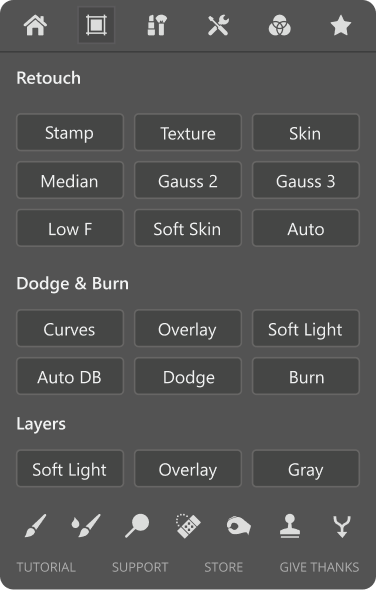 Retouch
Stamp Texture Skin
Median Gauss 2 Gauss 3
Low F Soft Skin Auto
Dodge & Burn
Curves Overlay Soft Light
Auto DB Dodge Burn
Layers
Soft Light Overlay Gray
TUTORIAL SUPPORT STORE GIVE THANKS